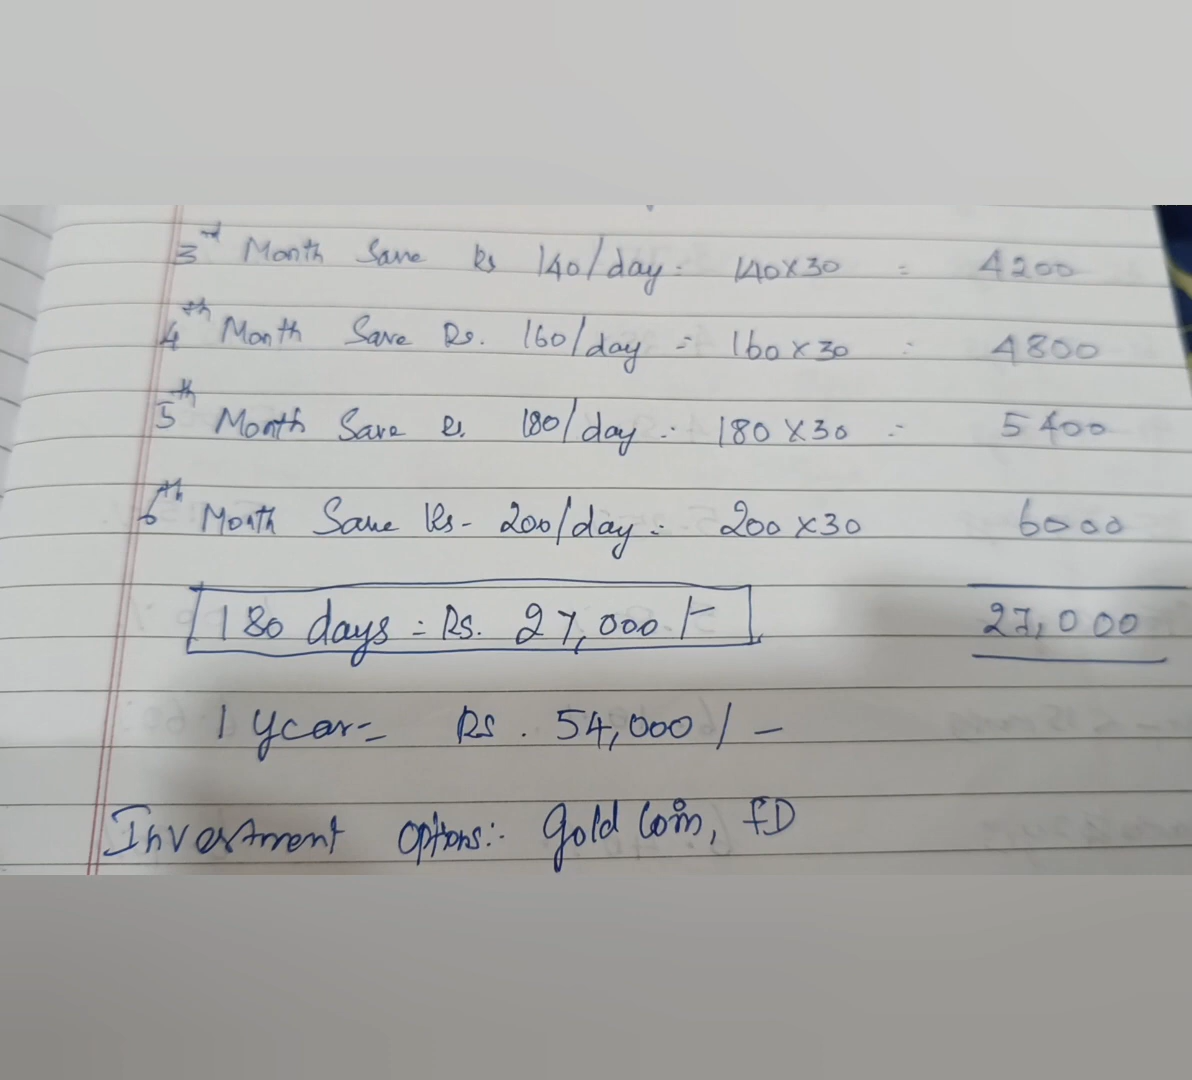 3rd Month Save Rs 140/day = 140x30 = 4200
4th Month Save Rs. 160/day = 160x30 = 4800
5th Month Save Rs. 180/day = 180x30 = 5400
6th Month Save Rs- 200/day = 200x30 6000
180 days = Rs. 27,000/- 27,000
1 year = Rs. 54,000/-
Investment options:- Gold Coin, FD